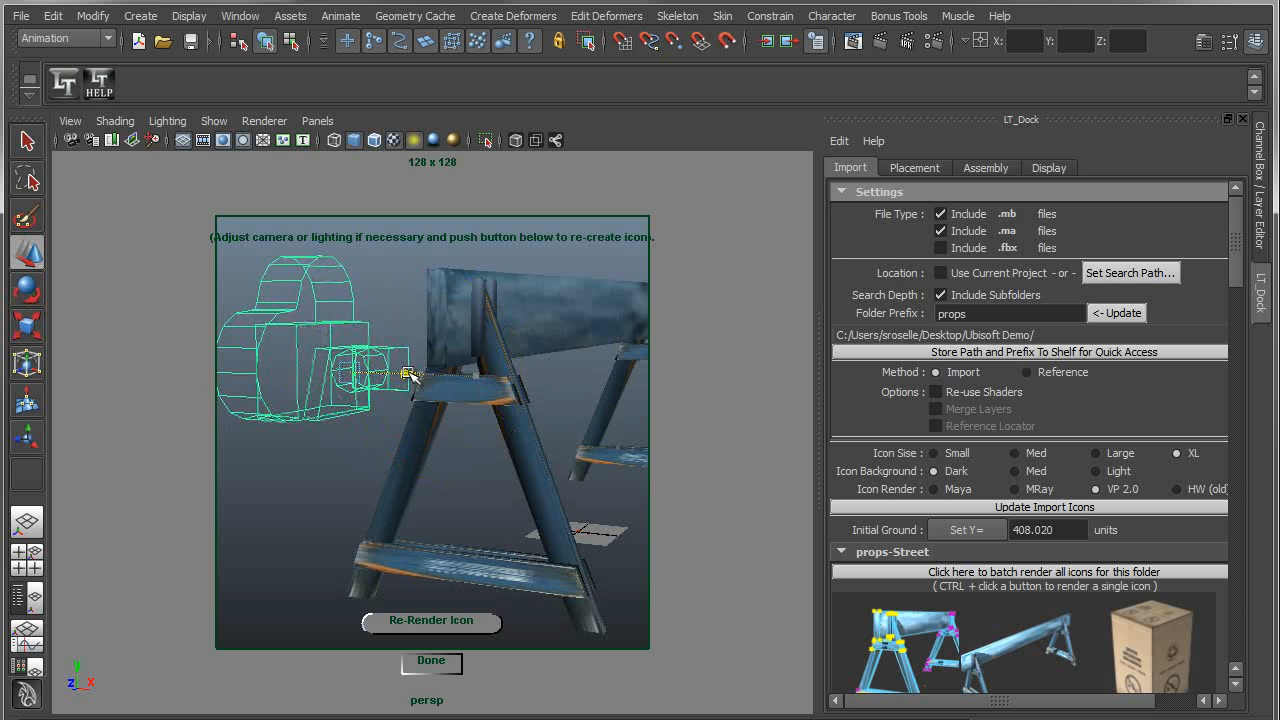 File Edit Modify Create Display Window Assets Animate Geometry Cache Create Deformers Edit Deformers Skeleton Skin Constrain Character Bonus Tools Muscle Help
Animation X: Y: Z:
LT LT HELP
View Shading Lighting Show Renderer Panels
128 x 128
(Adjust camera or lighting if necessary and push button below to re-create icon).
Re-Render Icon
Done
persp
y
z x
LT_Dock
Edit Help
Import Placement Assembly Display
Settings
File Type : Include .mb files
Include .ma files
Include .fbx files
Location : Use Current Project - or - Set Search Path...
Search Depth : Include Subfolders
Folder Prefix : props <- Update
C:/Users/sroselle/Desktop/Ubisoft Demo/
Store Path and Prefix To Shelf for Quick Access
Method : Import Reference
Options : Re-use Shaders
Merge Layers
Reference Locator
Icon Size : Small Med Large XL
Icon Background : Dark Med Light
Icon Render : Maya MRay VP 2.0 HW (old)
Update Import Icons
Initial Ground : Set Y= 408.020 units
props-Street
Click here to batch render all icons for this folder
( CTRL + click a button to render a single icon )
Channel Box / Layer Editor
LT_Dock